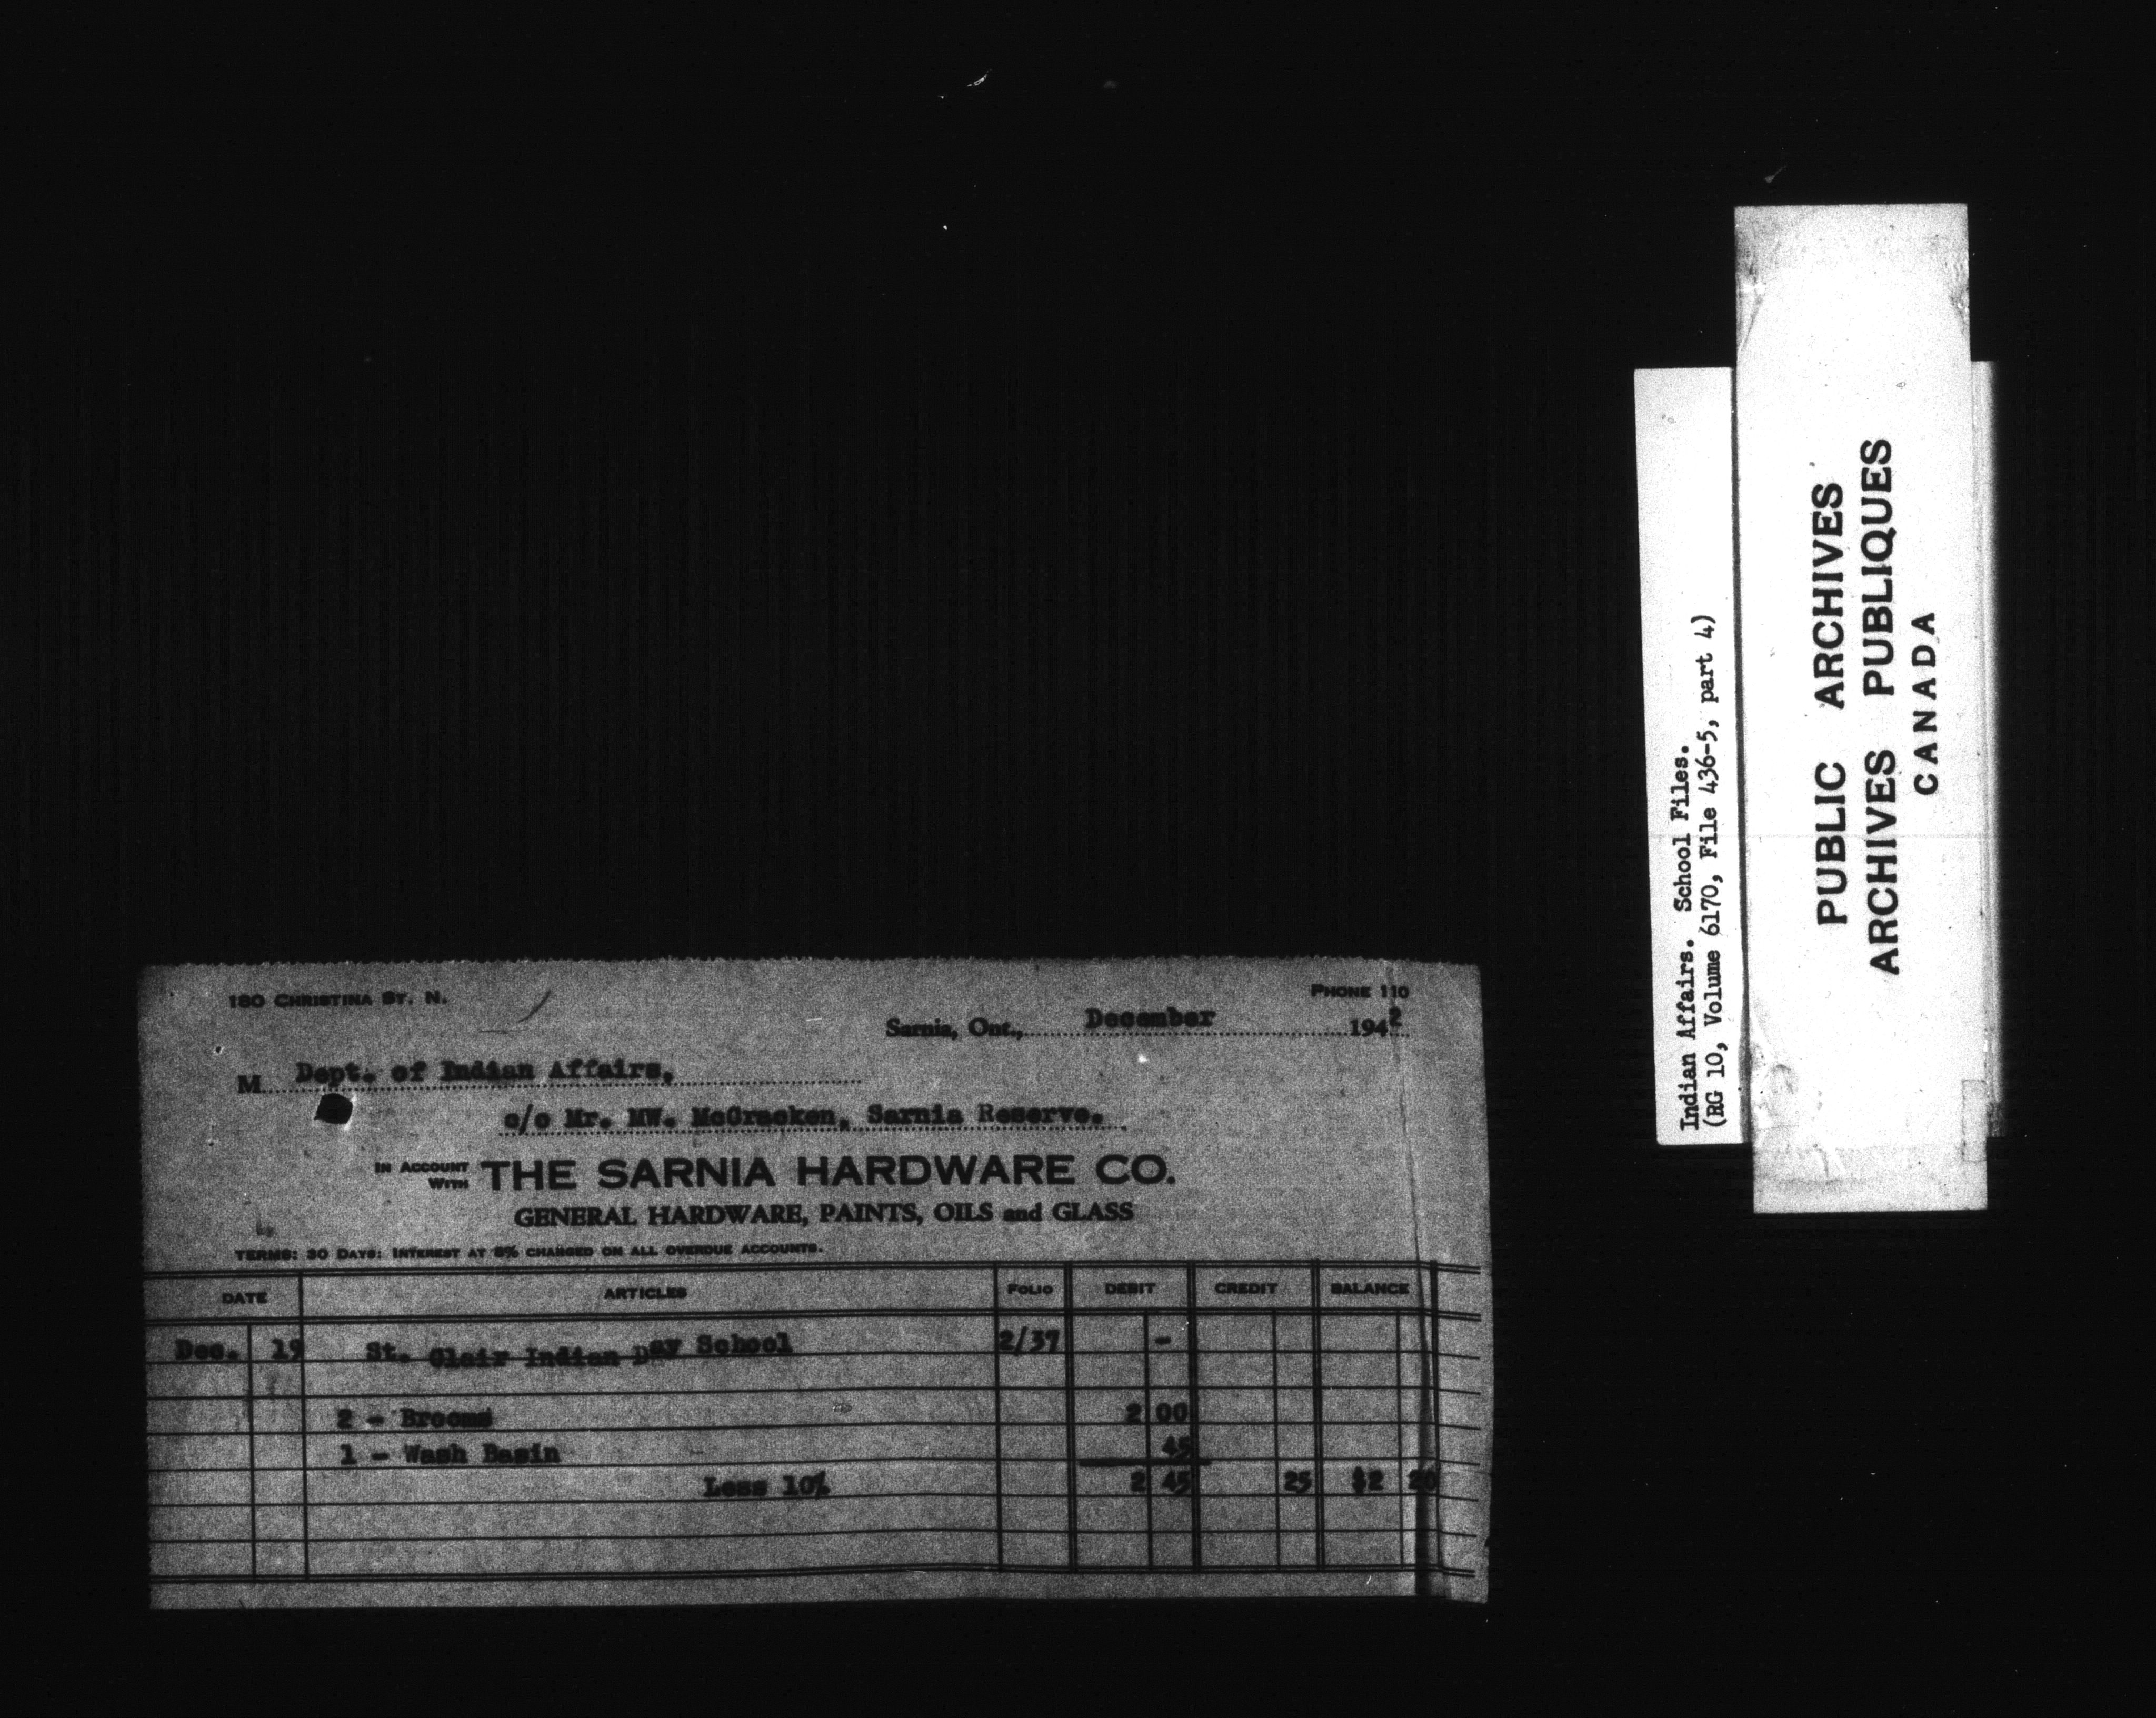 180 CHRISTINA ST. N.
PHONE 110
Sarnia, Ont., December 1942
M Dept. of Indian Affairs,
c/o Mr. MW. McCracken, Sarnia Reserve.
IN ACCOUNT WITH THE SARNIA HARDWARE CO.
GENERAL HARDWARE, PAINTS, OILS and GLASS
TERMS: 30 DAYS: INTEREST AT 8% CHARGED ON ALL OVERDUE ACCOUNTS.
DATE ARTICLES FOLIO DEBIT CREDIT BALANCE
Dec. 19 St. Clair Indian Day School 2/37 -
2 - Brooms 2 00
1 - Wash Basin 45
Less 10% 2 45 25 $2 20
Indian Affairs. School Files.
(RG 10, Volume 6170, File 436-5, part 4)
PUBLIC ARCHIVES
ARCHIVES PUBLIQUES
CANADA